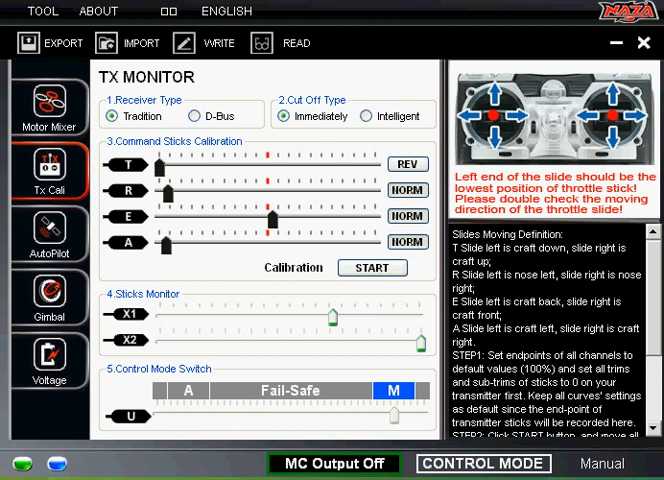 TOOL ABOUT ENGLISH NAZA
EXPORT IMPORT WRITE READ
Motor Mixer
Tx Cali
AutoPilot
Gimbal
Voltage
TX MONITOR
1.Receiver Type
Tradition D-Bus
2.Cut Off Type
Immediately Intelligent
3.Command Sticks Calibration
T REV
R NORM
E NORM
A NORM
Calibration START
4.Sticks Monitor
X1
X2
5.Control Mode Switch
A Fail-Safe M
U
Left end of the slide should be the
lowest position of throttle stick!
Please double check the moving
direction of the throttle slide!
Slides Moving Definition:
T Slide left is craft down, slide right is
craft up;
R Slide left is nose left, slide right is nose
right;
E Slide left is craft back, slide right is
craft front;
A Slide left is craft left, slide right is craft
right.
STEP1: Set endpoints of all channels to
default values (100%) and set all trims
and sub-trims of sticks to 0 on your
transmitter first. Keep all curves' settings
as default since the end-point of
transmitter sticks will be recorded here.
STEP2: Click START button, and move all
MC Output Off CONTROL MODE Manual